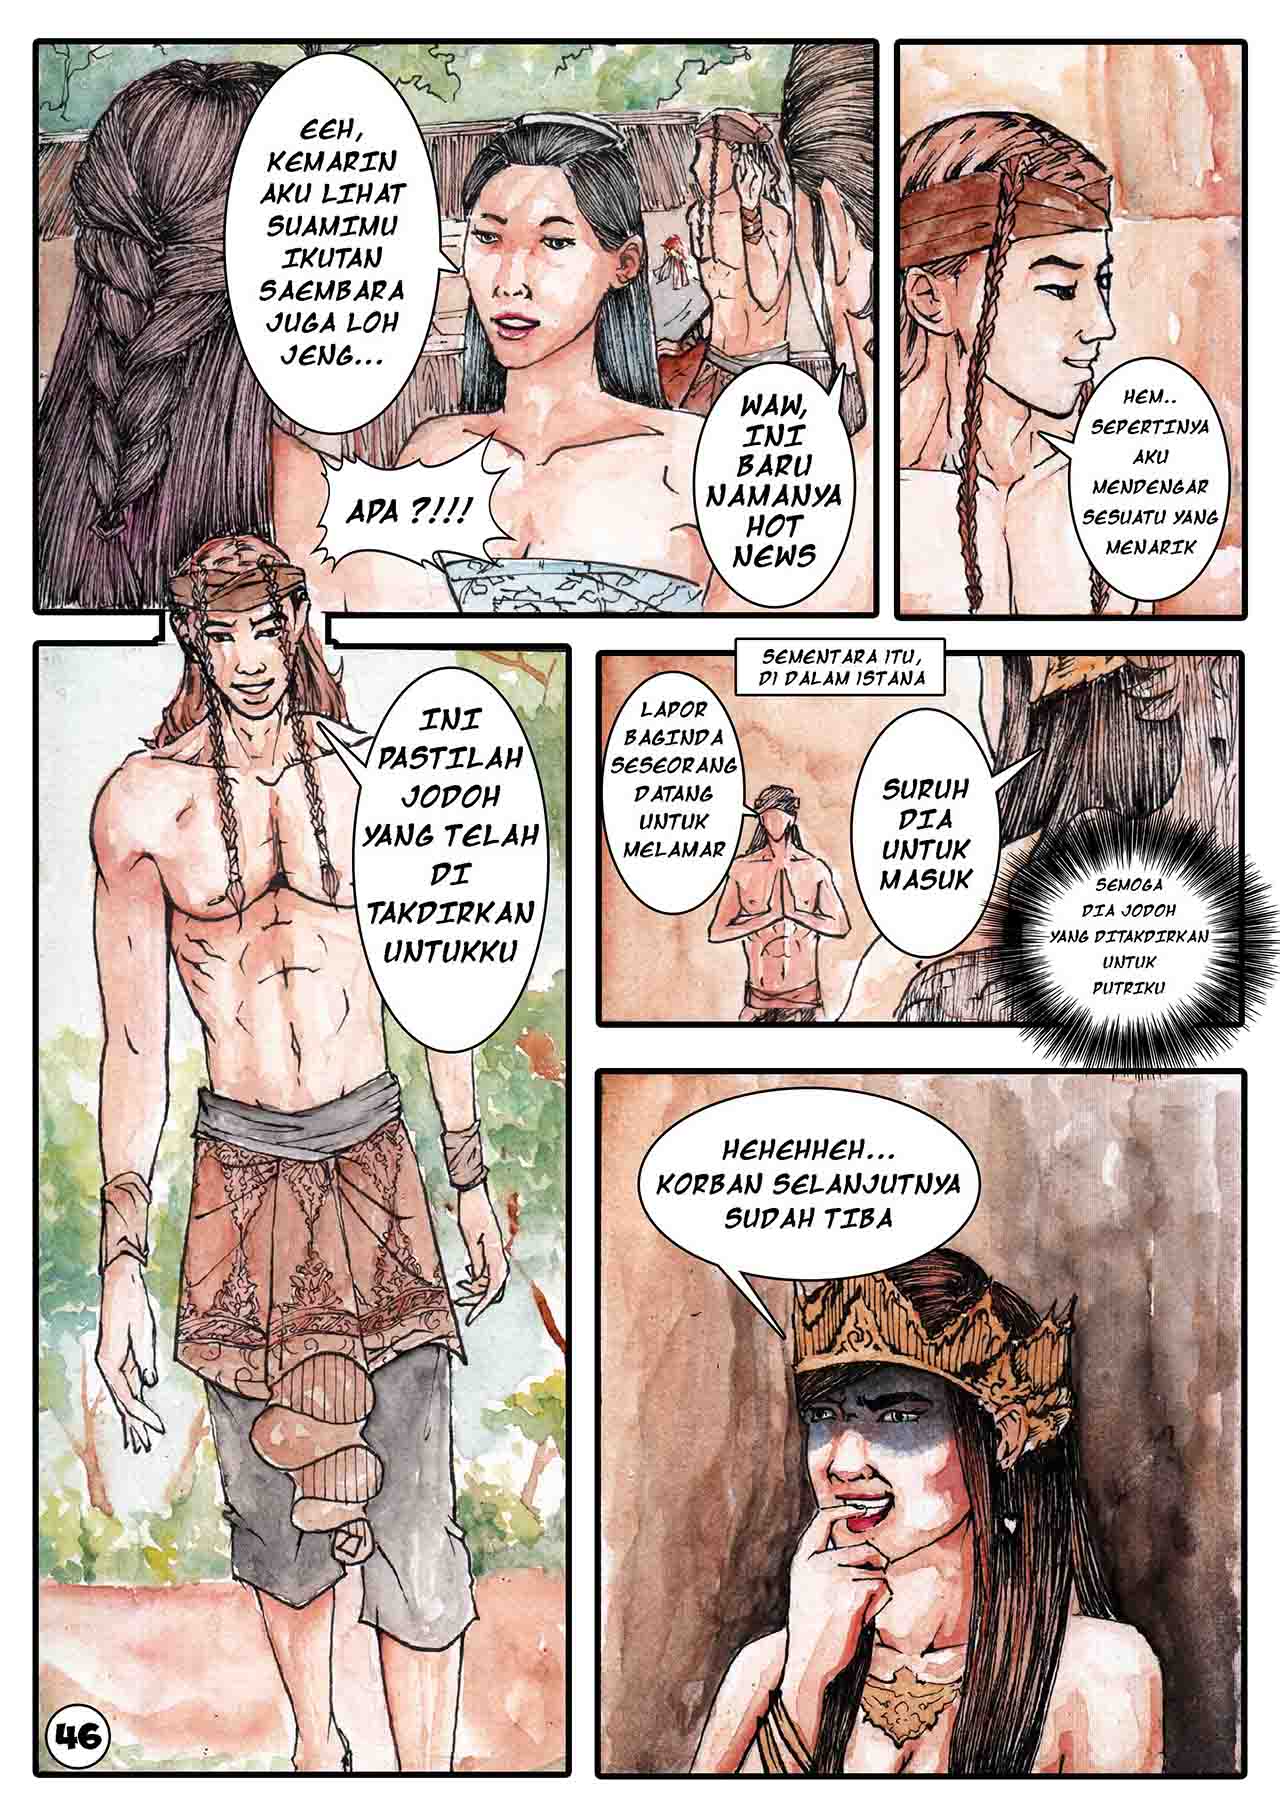 EEH,
KEMARIN
AKU LIHAT
SUAMIMU
IKUTAN
SAEMBARA
JUGA LOH
JENG...
APA ?!!!
WAW,
INI
BARU
NAMANYA
HOT
NEWS
HEM..
SEPERTINYA
AKU
MENDENGAR
SESUATU YANG
MENARIK
INI
PASTILAH
JODOH
YANG TELAH
DI
TAKDIRKAN
UNTUKKU
SEMENTARA ITU,
DI DALAM ISTANA
LAPOR
BAGINDA
SESEORANG
DATANG
UNTUK
MELAMAR
SURUH
DIA
UNTUK
MASUK
SEMOGA
DIA JODOH
YANG DITAKDIRKAN
UNTUK
PUTRIKU
HEHEHHEH...
KORBAN SELANJUTNYA
SUDAH TIBA
46